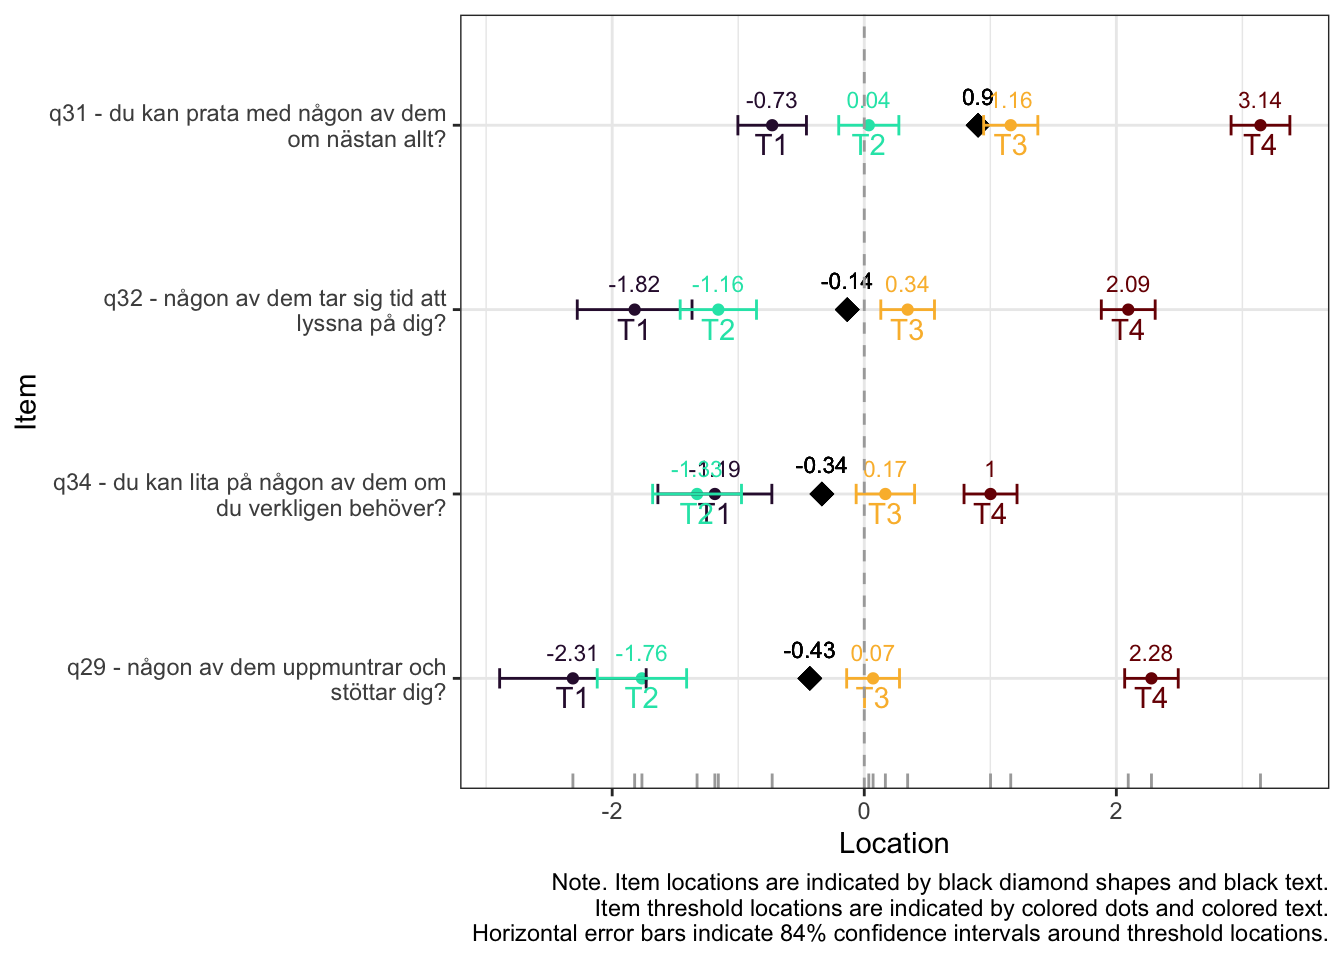 q31 - du kan prata med någon av dem
om nästan allt?
-0.73
0.04
0.9
1.16
3.14
T1
T2
T3
T4
q32 - någon av dem tar sig tid att
lyssna på dig?
-1.82
-1.16
-0.14
0.34
2.09
T1
T2
T3
T4
q34 - du kan lita på någon av dem om
du verkligen behöver?
-1.33
-1.19
-0.34
0.17
1
T2
T1
T3
T4
q29 - någon av dem uppmuntrar och
stöttar dig?
-2.31
-1.76
-0.43
0.07
2.28
T1
T2
T3
T4
Item
-2
0
2
Location
Note. Item locations are indicated by black diamond shapes and black text.
Item threshold locations are indicated by colored dots and colored text.
Horizontal error bars indicate 84% confidence intervals around threshold locations.